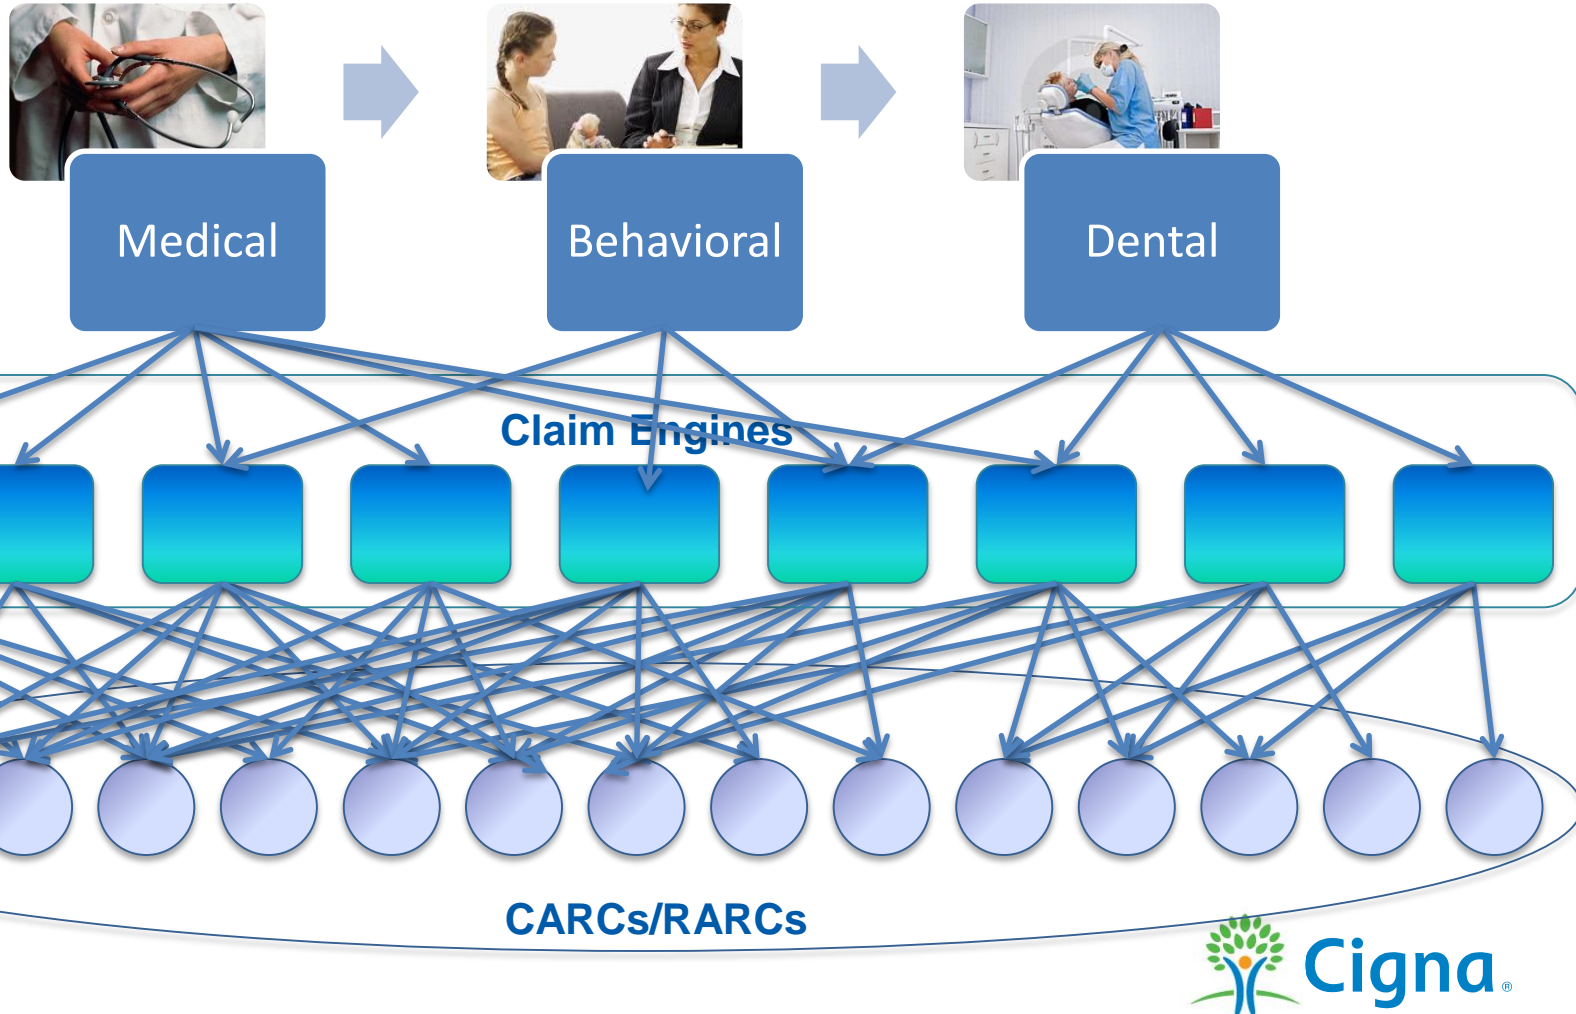 Medical
Behavioral
Dental
Claim Engines
CARCs/RARCs
Cigna®